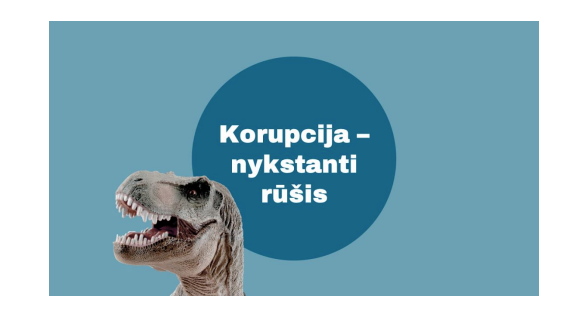 Korupcija –
nykstanti
rūšis